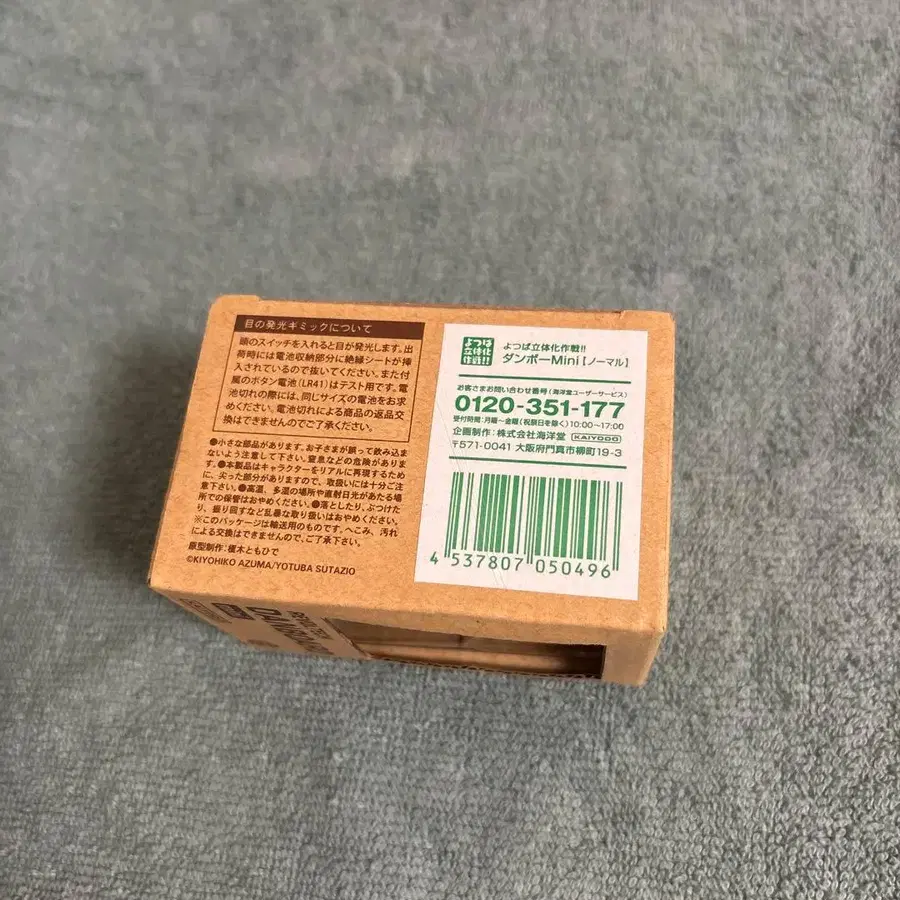 目の発光ギミックについて
頭のスイッチを入れると目が発光します。出
荷時には電池収納部分に絶縁シートが挿
入されているので抜いてください。また付
属のボタン電池(LR41)はテスト用です。電
池切れの際には、同じサイズの電池をお求
めください。電池切れによる商品の返品交
換はできませんのでご了承ください。
●小さな部品があります。お子さまが誤って飲み込ま
ないよう注意して下さい。窒息などの危険がありま
す。●本製品はキャラクターをリアルに再現するため
に、尖った部分がありますので、取扱いには十分ご注
意下さい。●高温、多湿の場所や直射日光があたる場
所での保管はおやめください。●落としたり、ぶつけた
り、振り回すなど乱暴な取り扱いはおやめください。
※このパッケージは輸送用のものです。へこみ、汚れ
による交換はできませんので、ご了承下さい。
原型制作:榎木ともひで
©KIYOHIKO AZUMA/YOTUBA SUTAZIO
よつば
立体化
作戦!!
よつば立体化作戦!!
ダンボーMini[ノーマル]
お客さまお問い合わせ番号(海洋堂ユーザーサービス)
0120-351-177
受付時間:月曜〜金曜(祝祭日を除く)10:00〜17:00
企画制作:株式会社海洋堂 KAIYODO
〒571-0041 大阪府門真市柳町19-3
4 537807 050496